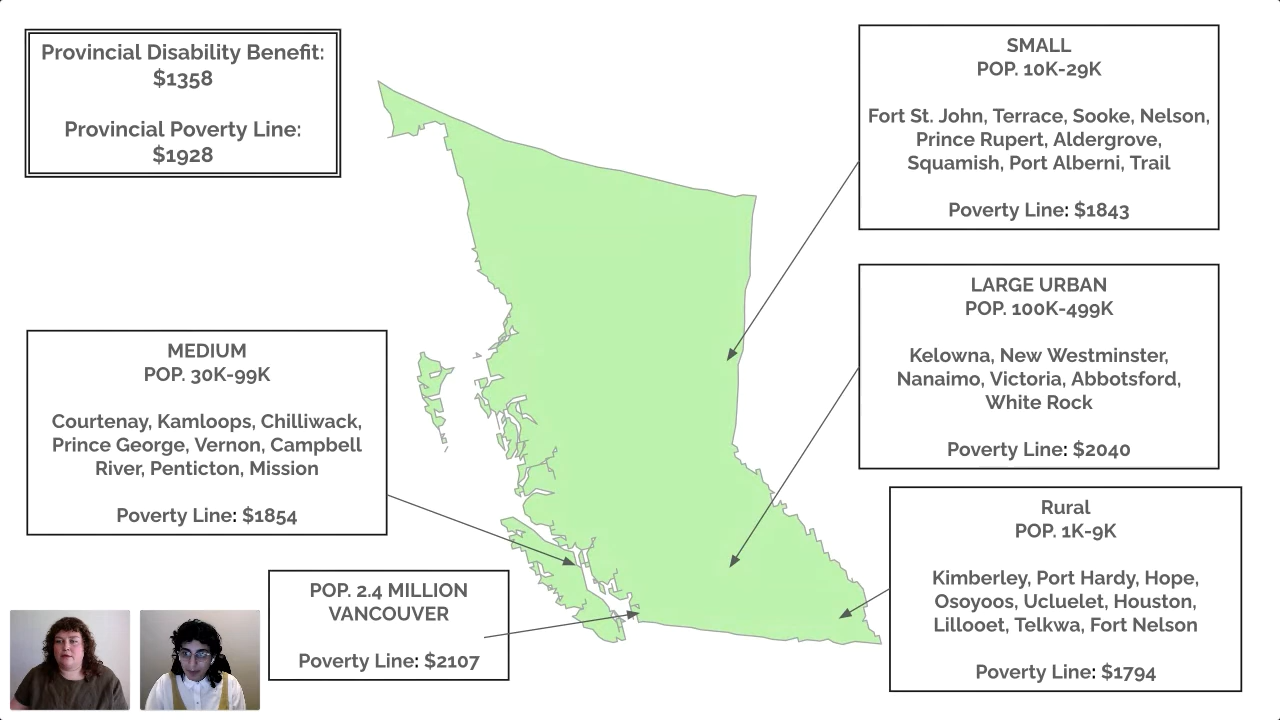 Provincial Disability Benefit:
$1358
Provincial Poverty Line:
$1928
SMALL
POP. 10K-29K
Fort St. John, Terrace, Sooke, Nelson,
Prince Rupert, Aldergrove,
Squamish, Port Alberni, Trail
Poverty Line: $1843
LARGE URBAN
POP. 100K-499K
Kelowna, New Westminster,
Nanaimo, Victoria, Abbotsford,
White Rock
Poverty Line: $2040
MEDIUM
POP. 30K-99K
Courtenay, Kamloops, Chilliwack,
Prince George, Vernon, Campbell
River, Penticton, Mission
Poverty Line: $1854
Rural
POP. 1K-9K
Kimberley, Port Hardy, Hope,
Osoyoos, Ucluelet, Houston,
Lillooet, Telkwa, Fort Nelson
Poverty Line: $1794
POP. 2.4 MILLION
VANCOUVER
Poverty Line: $2107